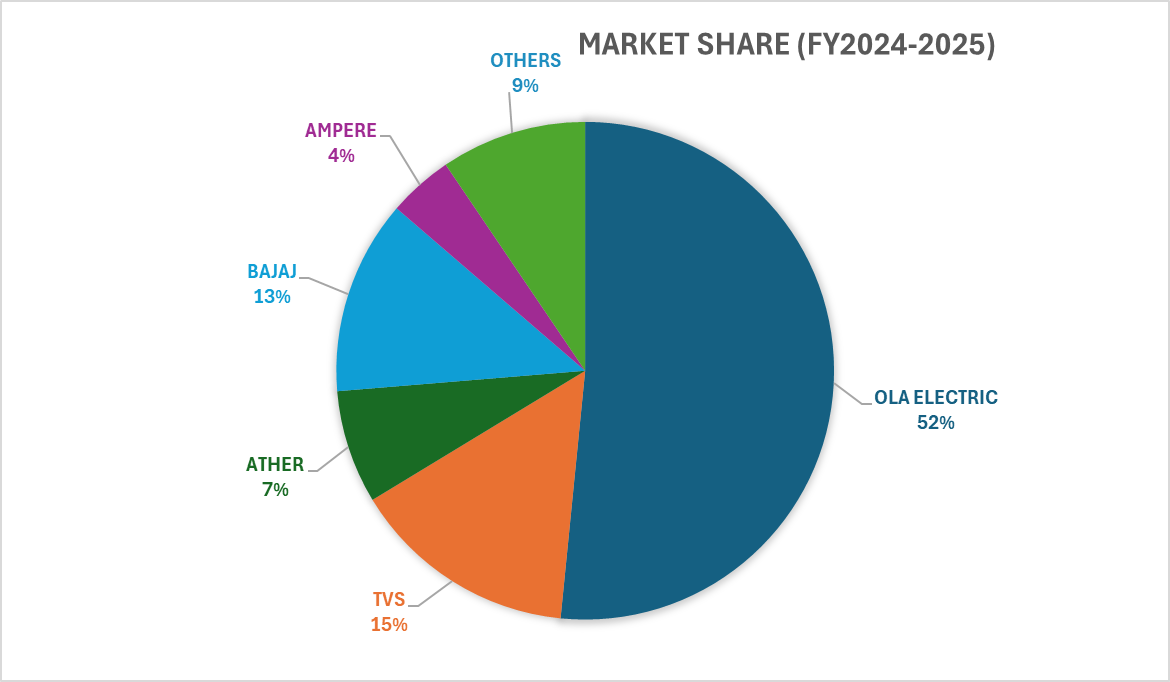 MARKET SHARE (FY2024-2025)
OTHERS
9%
AMPERE
4%
BAJAJ
13%
OLA ELECTRIC
52%
ATHER
7%
TVS
15%